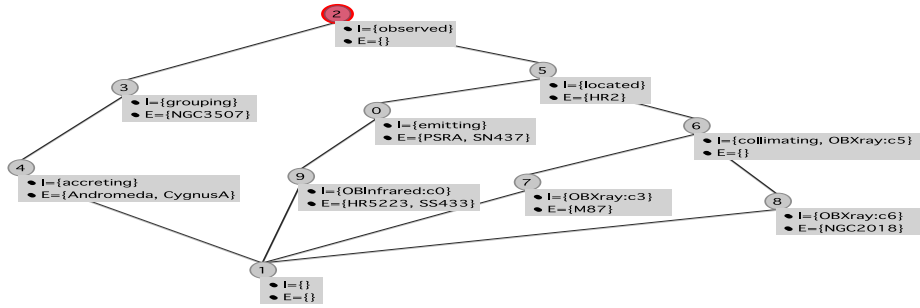 2
I={observed}
E={}
5
I={located}
E={HR2}
3
I={grouping}
E={NGC3507}
0
I={emitting}
E={PSRA, SN437}
6
I={collimating, OBXray:c5}
E={}
4
I={accreting}
E={Andromeda, CygnusA}
9
I={OBInfrared:c0}
E={HR5223, SS433}
7
I={OBXray:c3}
E={M87}
8
I={OBXray:c6}
E={NGC2018}
1
I={}
E={}